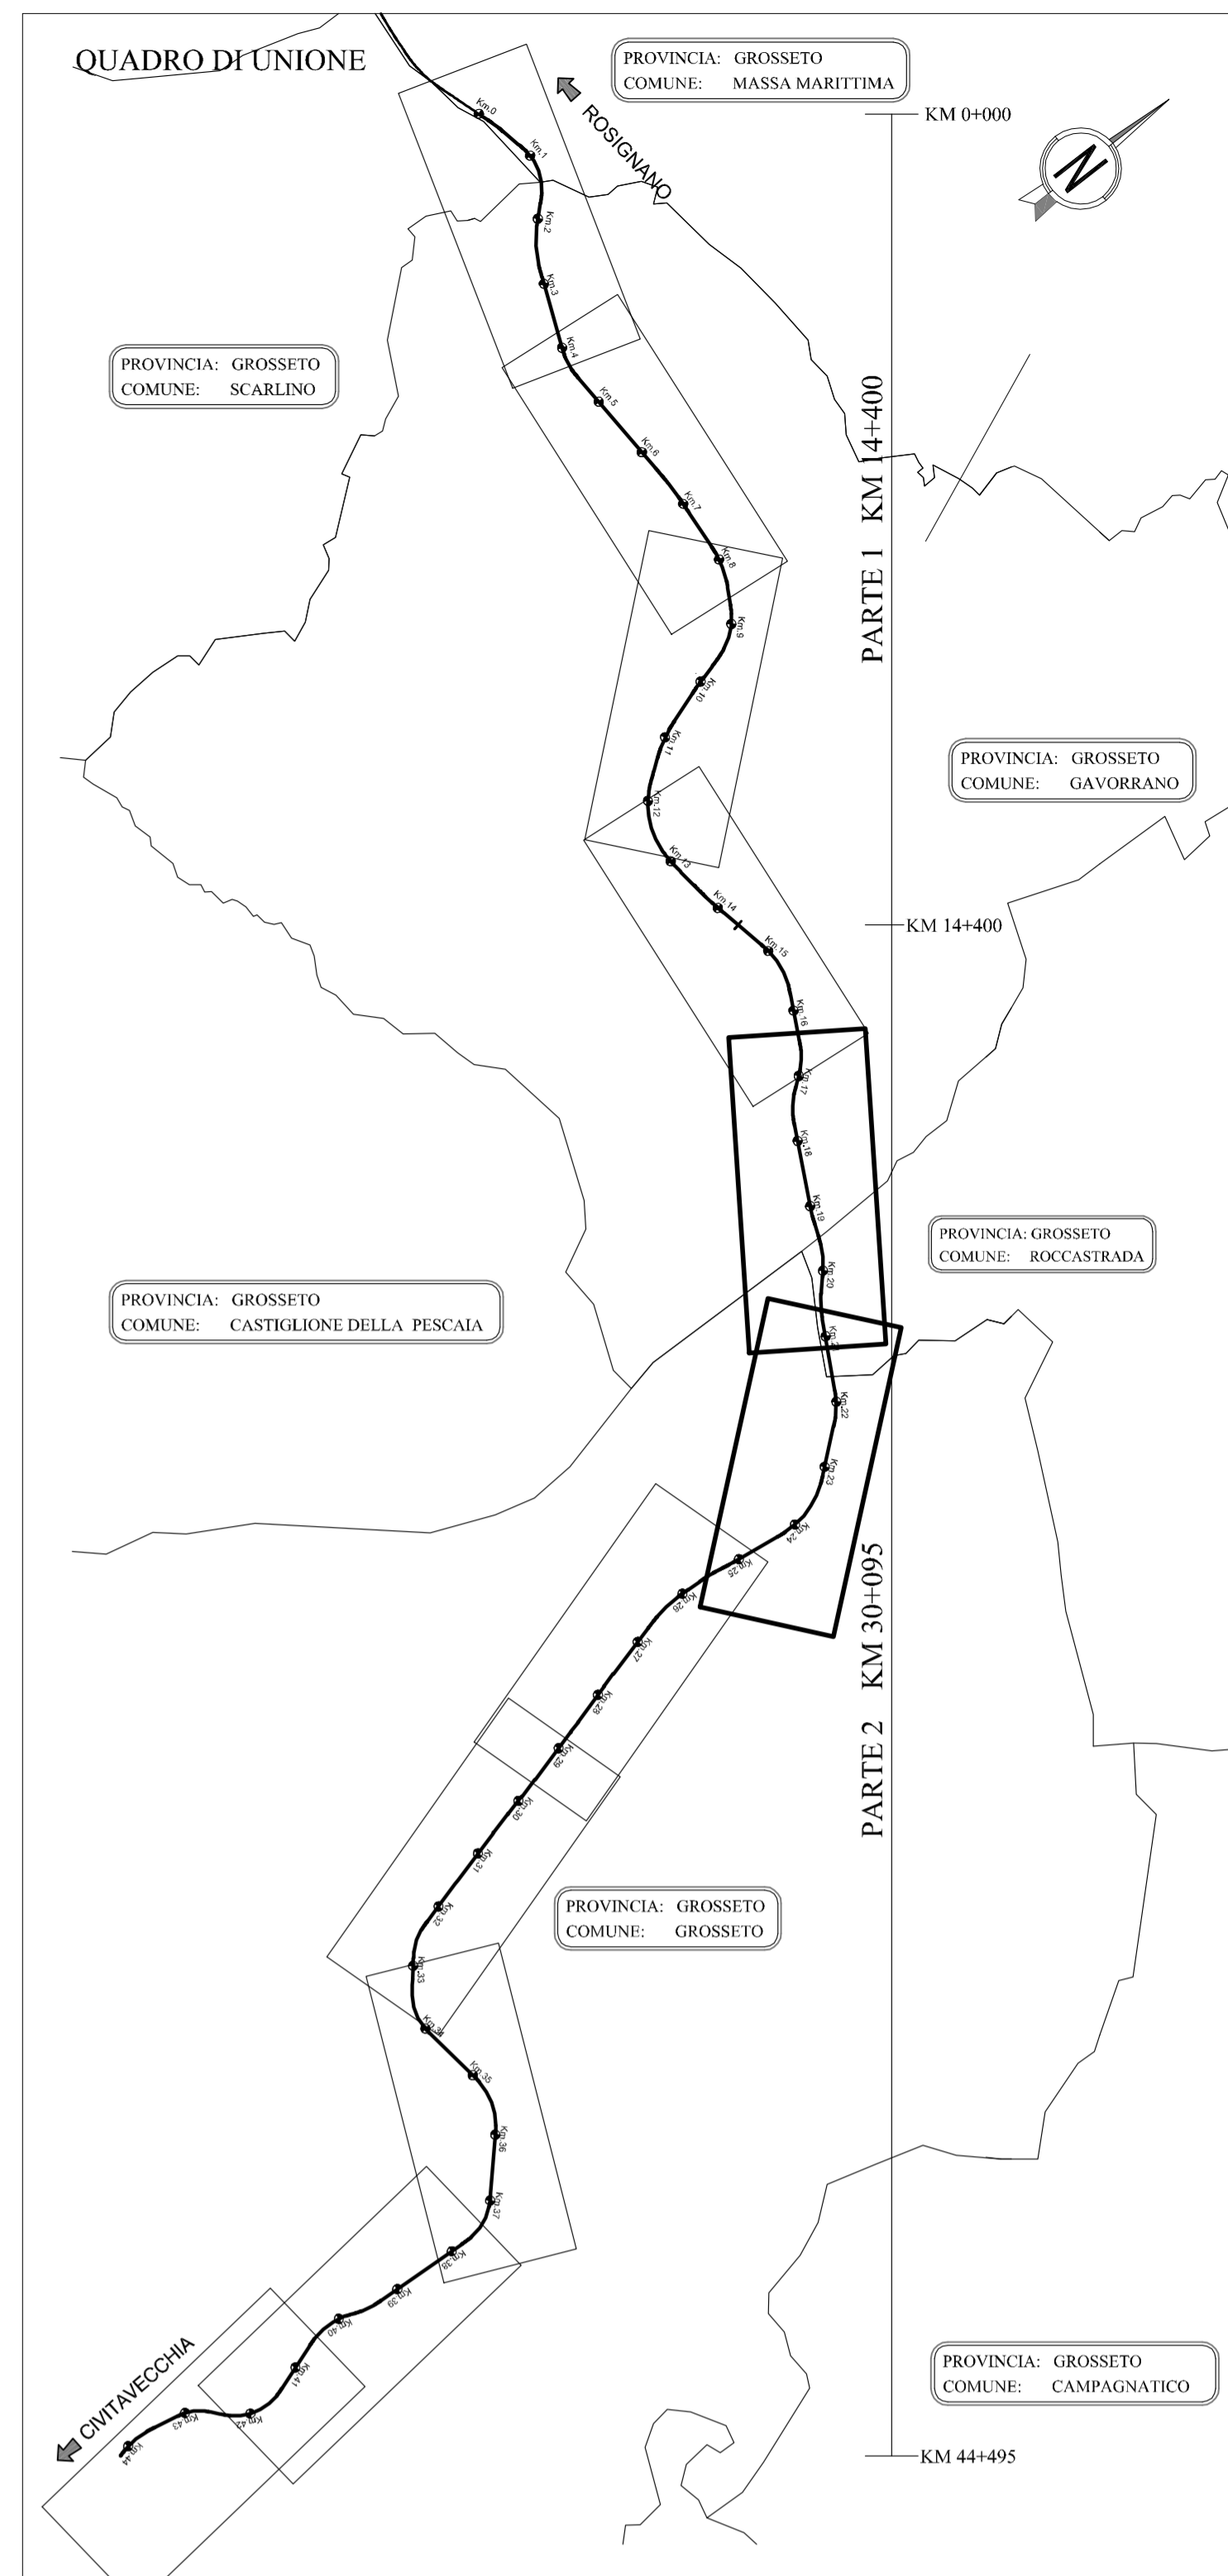 QUADRO DI UNIONE
PROVINCIA: GROSSETO
COMUNE: MASSA MARITTIMA
ROSIGNANO
KM 0+000
N
Km.0
Km.1
Km.2
Km.3
PROVINCIA: GROSSETO
COMUNE: SCARLINO
Km.4
Km.5
Km.6
Km.7
PARTE 1 KM 14+400
Km.8
Km.9
Km.10
Km.11
PROVINCIA: GROSSETO
COMUNE: GAVORRANO
Km.12
Km.13
Km.14
KM 14+400
Km.15
Km.16
Km.17
Km.18
Km.19
PROVINCIA: GROSSETO
COMUNE: ROCCASTRADA
Km.20
PROVINCIA: GROSSETO
COMUNE: CASTIGLIONE DELLA PESCAIA
Km.21
Km.22
Km.23
Km.24
Km.25
Km.26
PARTE 2 KM 30+095
Km.27
Km.28
Km.29
Km.30
Km.31
PROVINCIA: GROSSETO
COMUNE: GROSSETO
Km.32
Km.33
Km.34
Km.35
Km.36
Km.37
Km.38
Km.39
Km.40
Km.41
CIVITAVECCHIA
PROVINCIA: GROSSETO
COMUNE: CAMPAGNATICO
Km.42
Km.43
Km.44
KM 44+495